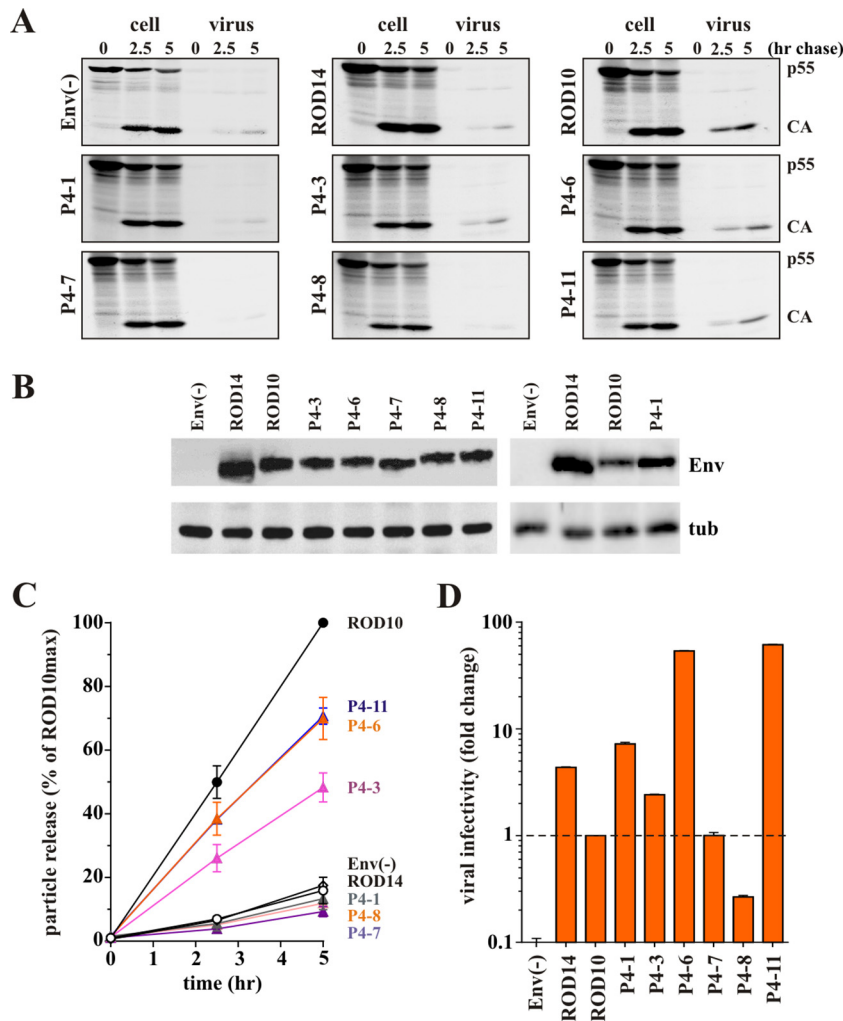 A
cell virus cell virus cell virus
0 2.5 5 0 2.5 5 0 2.5 5 0 2.5 5 0 2.5 5 0 2.5 5 (hr chase)
Env(-) ROD14 ROD10 p55
CA
P4-1 P4-3 P4-6 p55
CA
P4-7 P4-8 P4-11 p55
CA
B
Env(-) ROD14 ROD10 P4-3 P4-6 P4-7 P4-8 P4-11 Env(-) ROD14 ROD10 P4-1
Env
tub
C
particle release (% of ROD10max)
100
80
60
40
20
0
0 1 2 3 4 5
time (hr)
ROD10
P4-11
P4-6
P4-3
Env(-)
ROD14
P4-1
P4-8
P4-7
D
viral infectivity (fold change)
100
10
1
0.1
Env(-) ROD14 ROD10 P4-1 P4-3 P4-6 P4-7 P4-8 P4-11